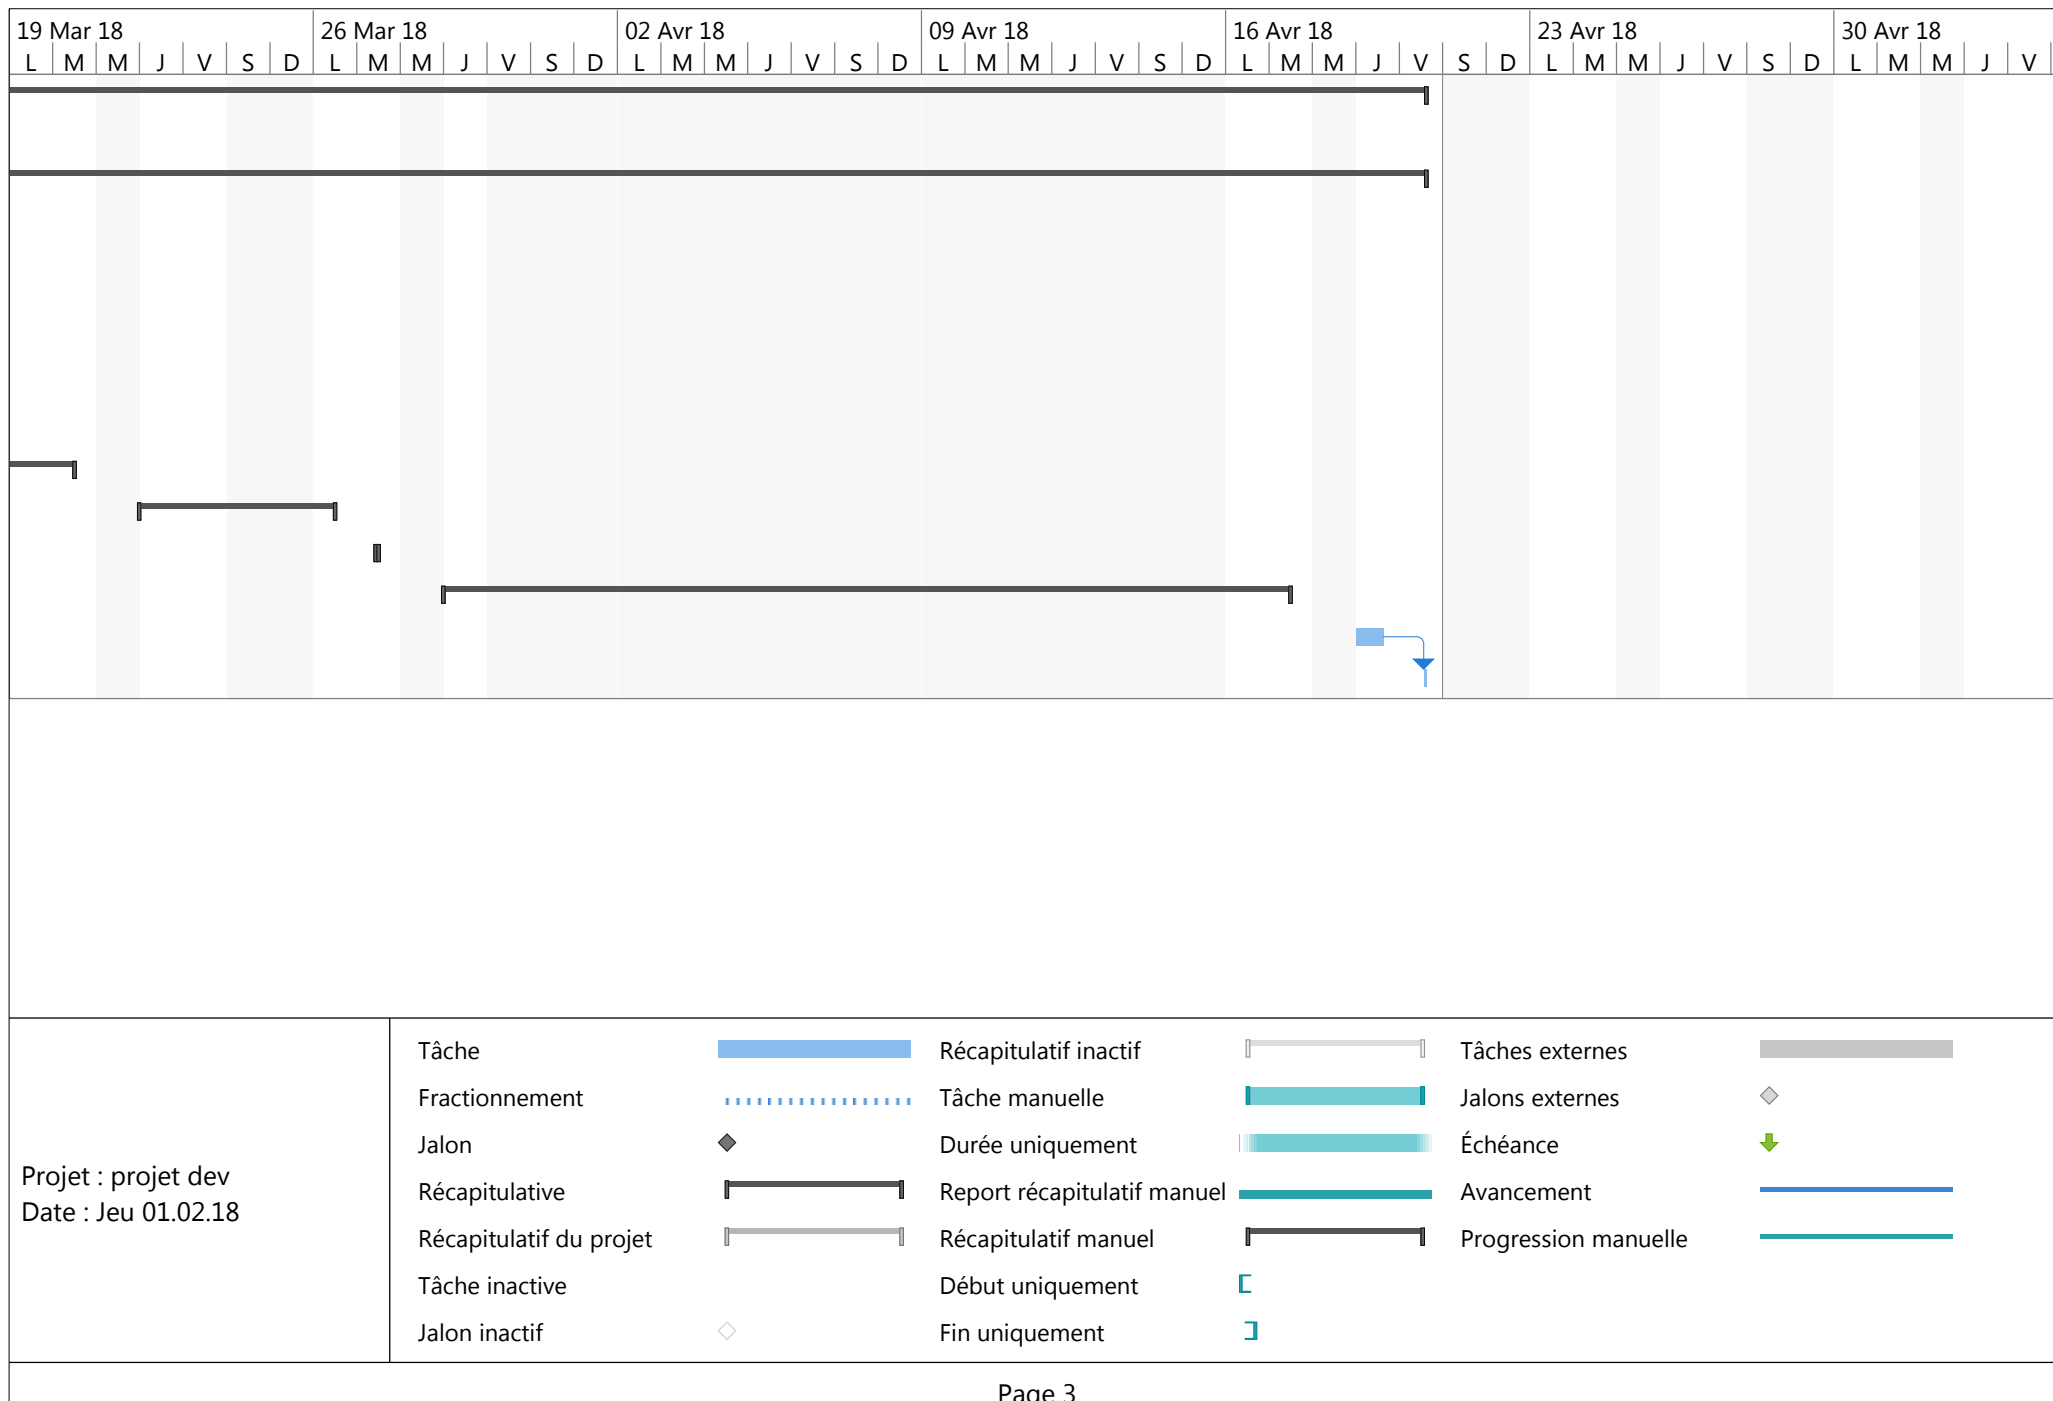 19 Mar 18 26 Mar 18 02 Avr 18 09 Avr 18 16 Avr 18 23 Avr 18 30 Avr 18
L M M J V S D L M M J V S D L M M J V S D L M M J V S D L M M J V S D L M M J V S D L M M J V
Projet : projet dev
Date : Jeu 01.02.18
Tâche
Fractionnement
Jalon
Récapitulative
Récapitulatif du projet
Tâche inactive
Jalon inactif
Récapitulatif inactif
Tâche manuelle
Durée uniquement
Report récapitulatif manuel
Récapitulatif manuel
Début uniquement
Fin uniquement
Tâches externes
Jalons externes
Échéance
Avancement
Progression manuelle
Page 3